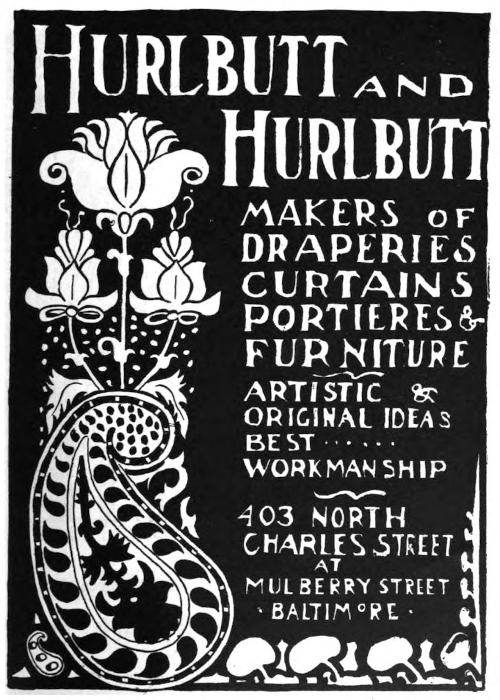 HURLBUTT AND
HURLBUTT
MAKERS OF
DRAPERIES
CURTAINS
PORTIERES &
FURNITURE
ARTISTIC &
ORIGINAL IDEAS
BEST · · · · · ·
WORKMANSHIP
403 NORTH
CHARLES STREET
AT
MULBERRY STREET
· BALTIMORE ·